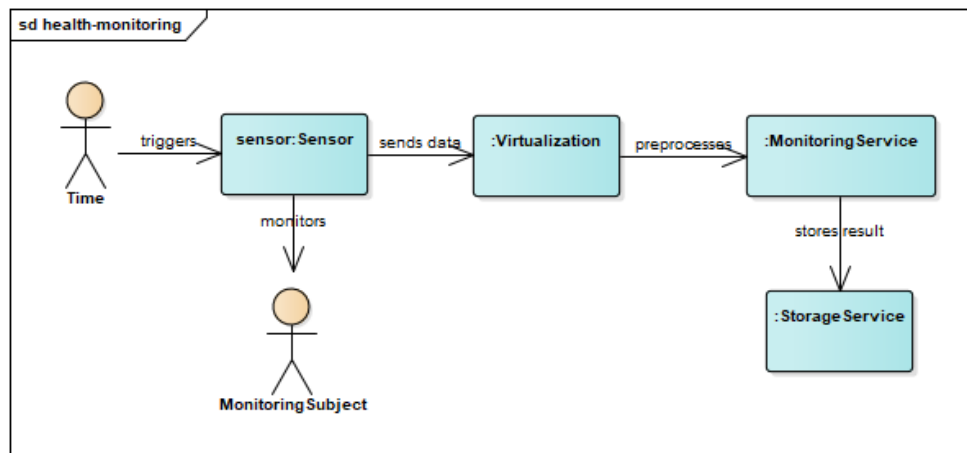 sd health-monitoring
triggers
sensor:Sensor
sends data
:Virtualization
preprocesses
:MonitoringService
Time
monitors
stores result
:StorageService
MonitoringSubject